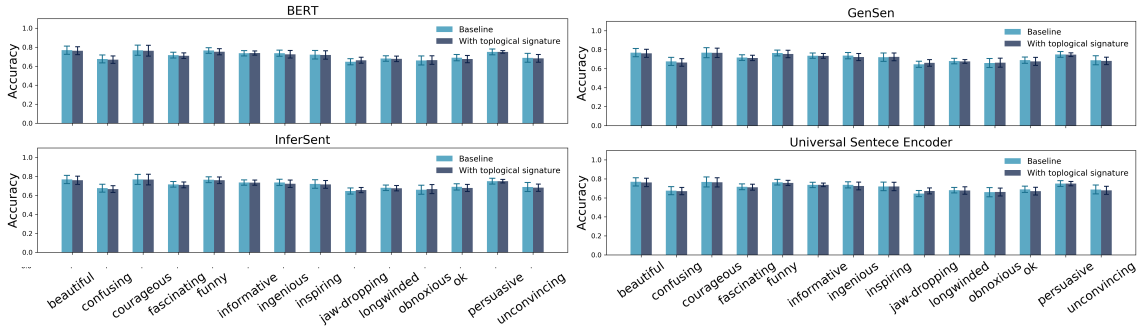 BERT
Accuracy
1.0
0.8
0.6
0.4
0.2
0.0
Baseline
With toplogical signature
GenSen
Accuracy
1.0
0.8
0.6
0.4
0.2
0.0
Baseline
With toplogical signature
InferSent
Accuracy
1.0
0.8
0.6
0.4
0.2
0.0
Baseline
With toplogical signature
Universal Sentece Encoder
Accuracy
1.0
0.8
0.6
0.4
0.2
0.0
Baseline
With toplogical signature
beautiful
confusing
courageous
fascinating
funny
informative
ingenious
inspiring
jaw-dropping
longwinded
obnoxious
ok
persuasive
unconvincing
beautiful
confusing
courageous
fascinating
funny
informative
ingenious
inspiring
jaw-dropping
longwinded
obnoxious
ok
persuasive
unconvincing